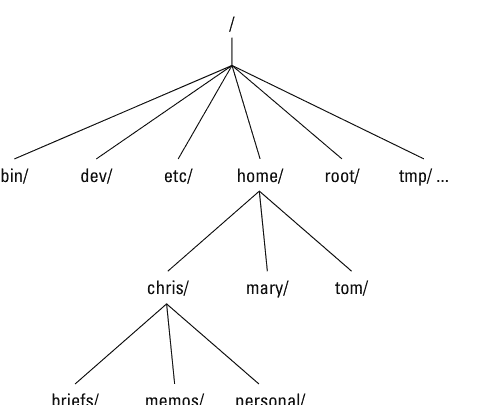 /
bin/ dev/ etc/ home/ root/ tmp/ ...
chris/ mary/ tom/
briefs/ memos/ personal/